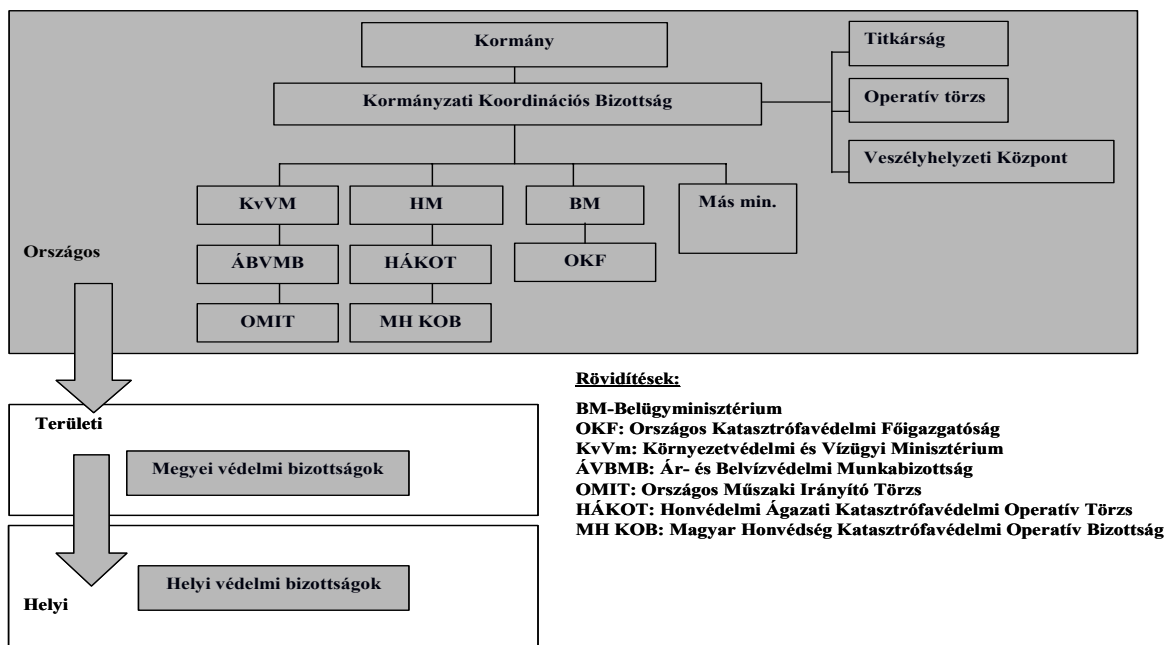 Kormány
Titkárság
Kormányzati Koordinációs Bizottság
Operatív törzs
Veszélyhelyzeti Központ
KvVM
HM
BM
Más min.
Országos
ÁBVMB
HÁKOT
OKF
OMIT
MH KOB
Rövidítések:
BM-Belügyminisztérium
OKF: Országos Katasztrófavédelmi Főigazgatóság
KvVm: Környezetvédelmi és Vízügyi Minisztérium
ÁVBMB: Ár- és Belvízvédelmi Munkabizottság
OMIT: Országos Műszaki Irányító Törzs
HÁKOT: Honvédelmi Ágazati Katasztrófavédelmi Operatív Törzs
MH KOB: Magyar Honvédség Katasztrófavédelmi Operatív Bizottság
Területi
Megyei védelmi bizottságok
Helyi védelmi bizottságok
Helyi